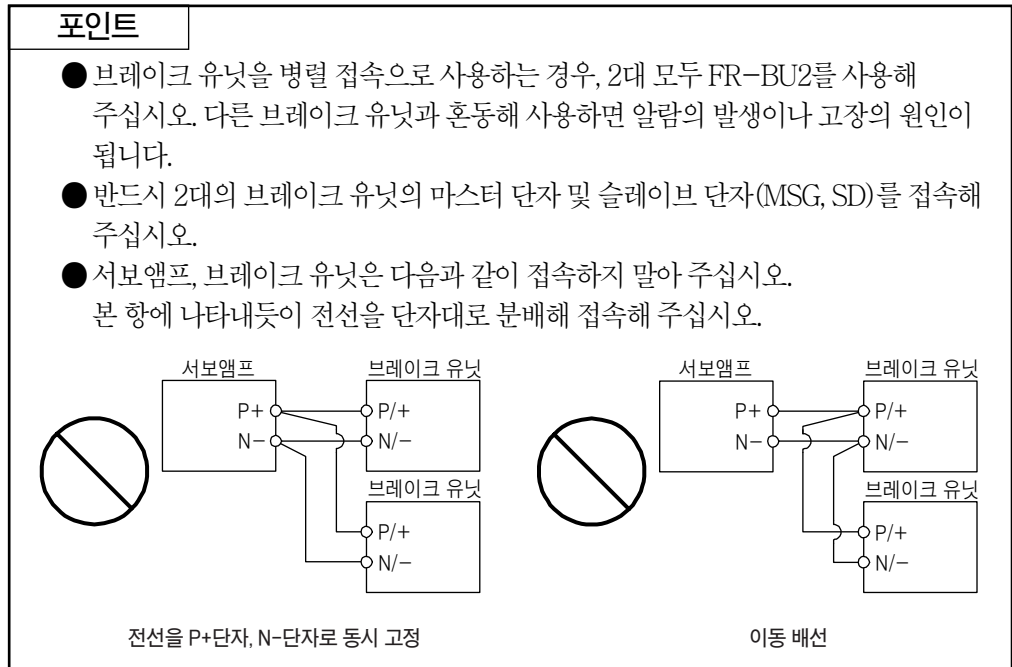 포인트
● 브레이크 유닛을 병렬 접속으로 사용하는 경우, 2대 모두 FR-BU2를 사용해
주십시오. 다른 브레이크 유닛과 혼동해 사용하면 알람의 발생이나 고장의 원인이
됩니다.
● 반드시 2대의 브레이크 유닛의 마스터 단자 및 슬레이브 단자(MSG, SD)를 접속해
주십시오.
● 서보앰프, 브레이크 유닛은 다음과 같이 접속하지 말아 주십시오.
본 항에 나타내듯이 전선을 단자대로 분배해 접속해 주십시오.
서보앰프 브레이크 유닛
P+ P/+
N- N/-
브레이크 유닛
P/+
N/-
전선을 P+단자, N-단자로 동시 고정
서보앰프 브레이크 유닛
P+ P/+
N- N/-
브레이크 유닛
P/+
N/-
이동 배선